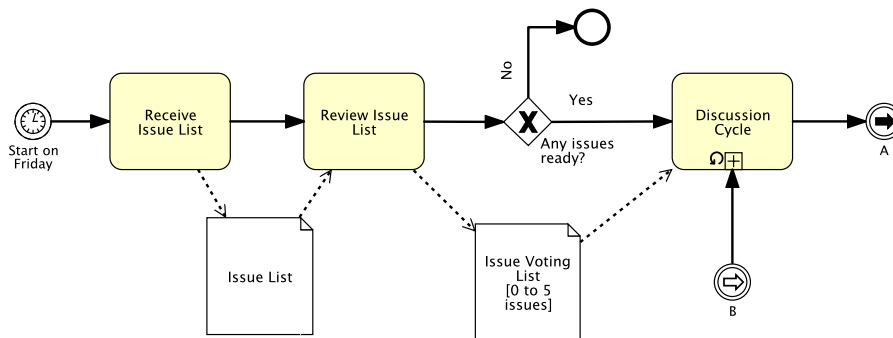 Start on
Friday
Receive
Issue List
Review Issue
List
No
Yes
Any issues
ready?
Discussion
Cycle
A
Issue List
Issue Voting
List
[0 to 5
issues]
B